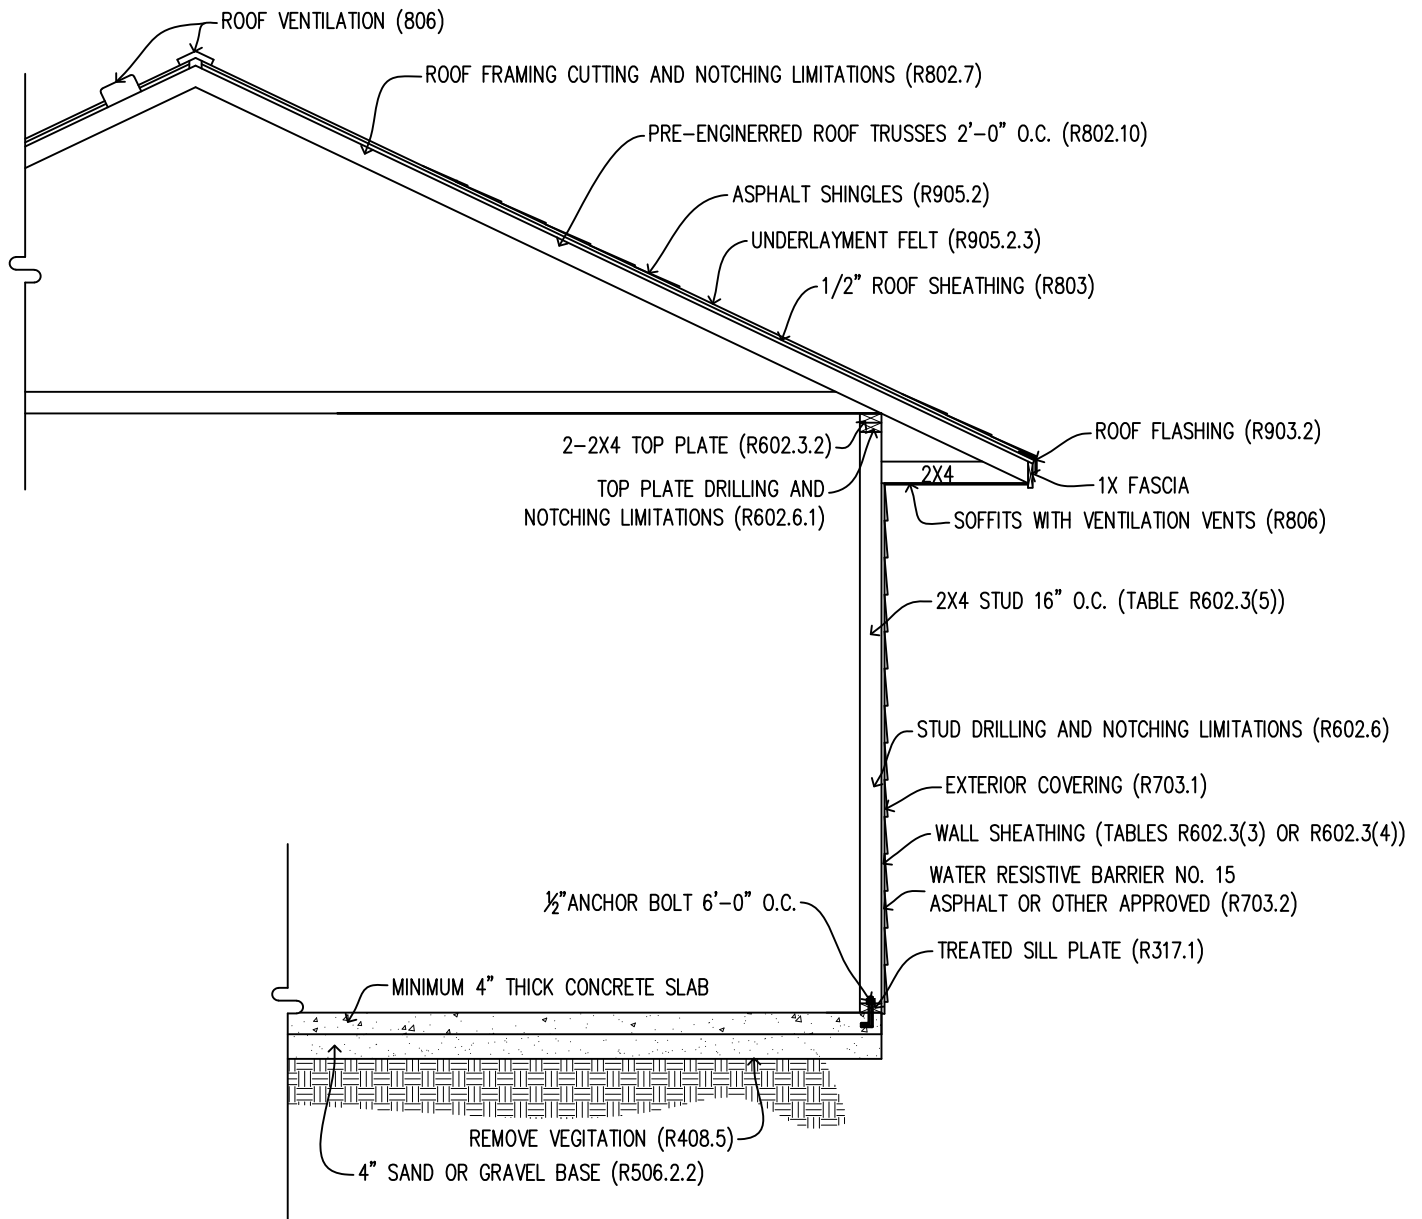 ROOF VENTILATION (806)
ROOF FRAMING CUTTING AND NOTCHING LIMITATIONS (R802.7)
PRE-ENGINERRED ROOF TRUSSES 2'-0" O.C. (R802.10)
ASPHALT SHINGLES (R905.2)
UNDERLAYMENT FELT (R905.2.3)
1/2" ROOF SHEATHING (R803)
2-2X4 TOP PLATE (R602.3.2)
ROOF FLASHING (R903.2)
2X4
1X FASCIA
TOP PLATE DRILLING AND
NOTCHING LIMITATIONS (R602.6.1)
SOFFITS WITH VENTILATION VENTS (R806)
2X4 STUD 16" O.C. (TABLE R602.3(5))
STUD DRILLING AND NOTCHING LIMITATIONS (R602.6)
EXTERIOR COVERING (R703.1)
WALL SHEATHING (TABLES R602.3(3) OR R602.3(4))
WATER RESISTIVE BARRIER NO. 15
ASPHALT OR OTHER APPROVED (R703.2)
½"ANCHOR BOLT 6'-0" O.C.
TREATED SILL PLATE (R317.1)
MINIMUM 4" THICK CONCRETE SLAB
REMOVE VEGITATION (R408.5)
4" SAND OR GRAVEL BASE (R506.2.2)